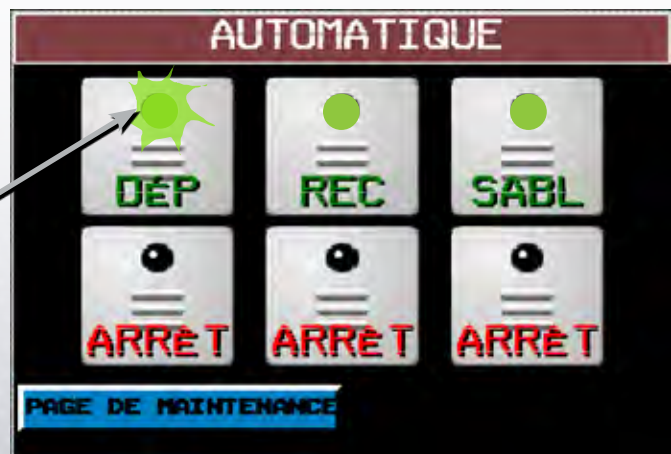 AUTOMATIQUE
DéP REC SABL
ARRêT ARRêT ARRêT
PAGE DE MAINTENANCE